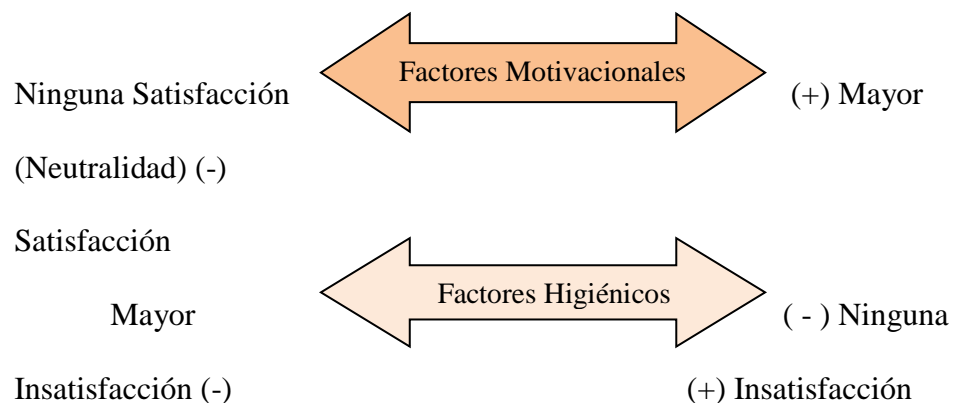 Factores Motivacionales
Ninguna Satisfacción (+) Mayor
(Neutralidad) (-)
Satisfacción
Factores Higiénicos
Mayor ( - ) Ninguna
Insatisfacción (-) (+) Insatisfacción